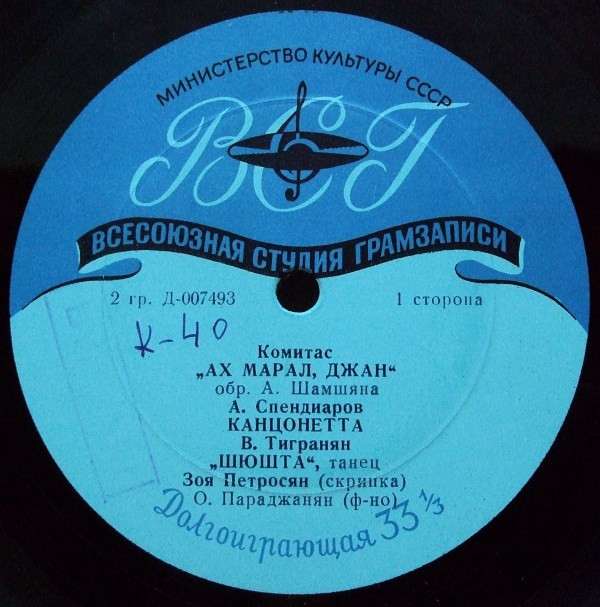 МИНИСТЕРСТВО КУЛЬТУРЫ СССР
ВСГ
ВСЕСОЮЗНАЯ СТУДИЯ ГРАМЗАПИСИ
2 гр. Д-007493
1 сторона
К-40
Комитас
„АХ МАРАЛ, ДЖАН“
обр. А. Шамшяна
А. Спендиаров
КАНЦОНЕТТА
В. Тигранян
„ШЮШТА“, танец
Зоя Петросян (скрипка)
О. Параджанян (ф-но)
Долгоиграющая 33 1/3